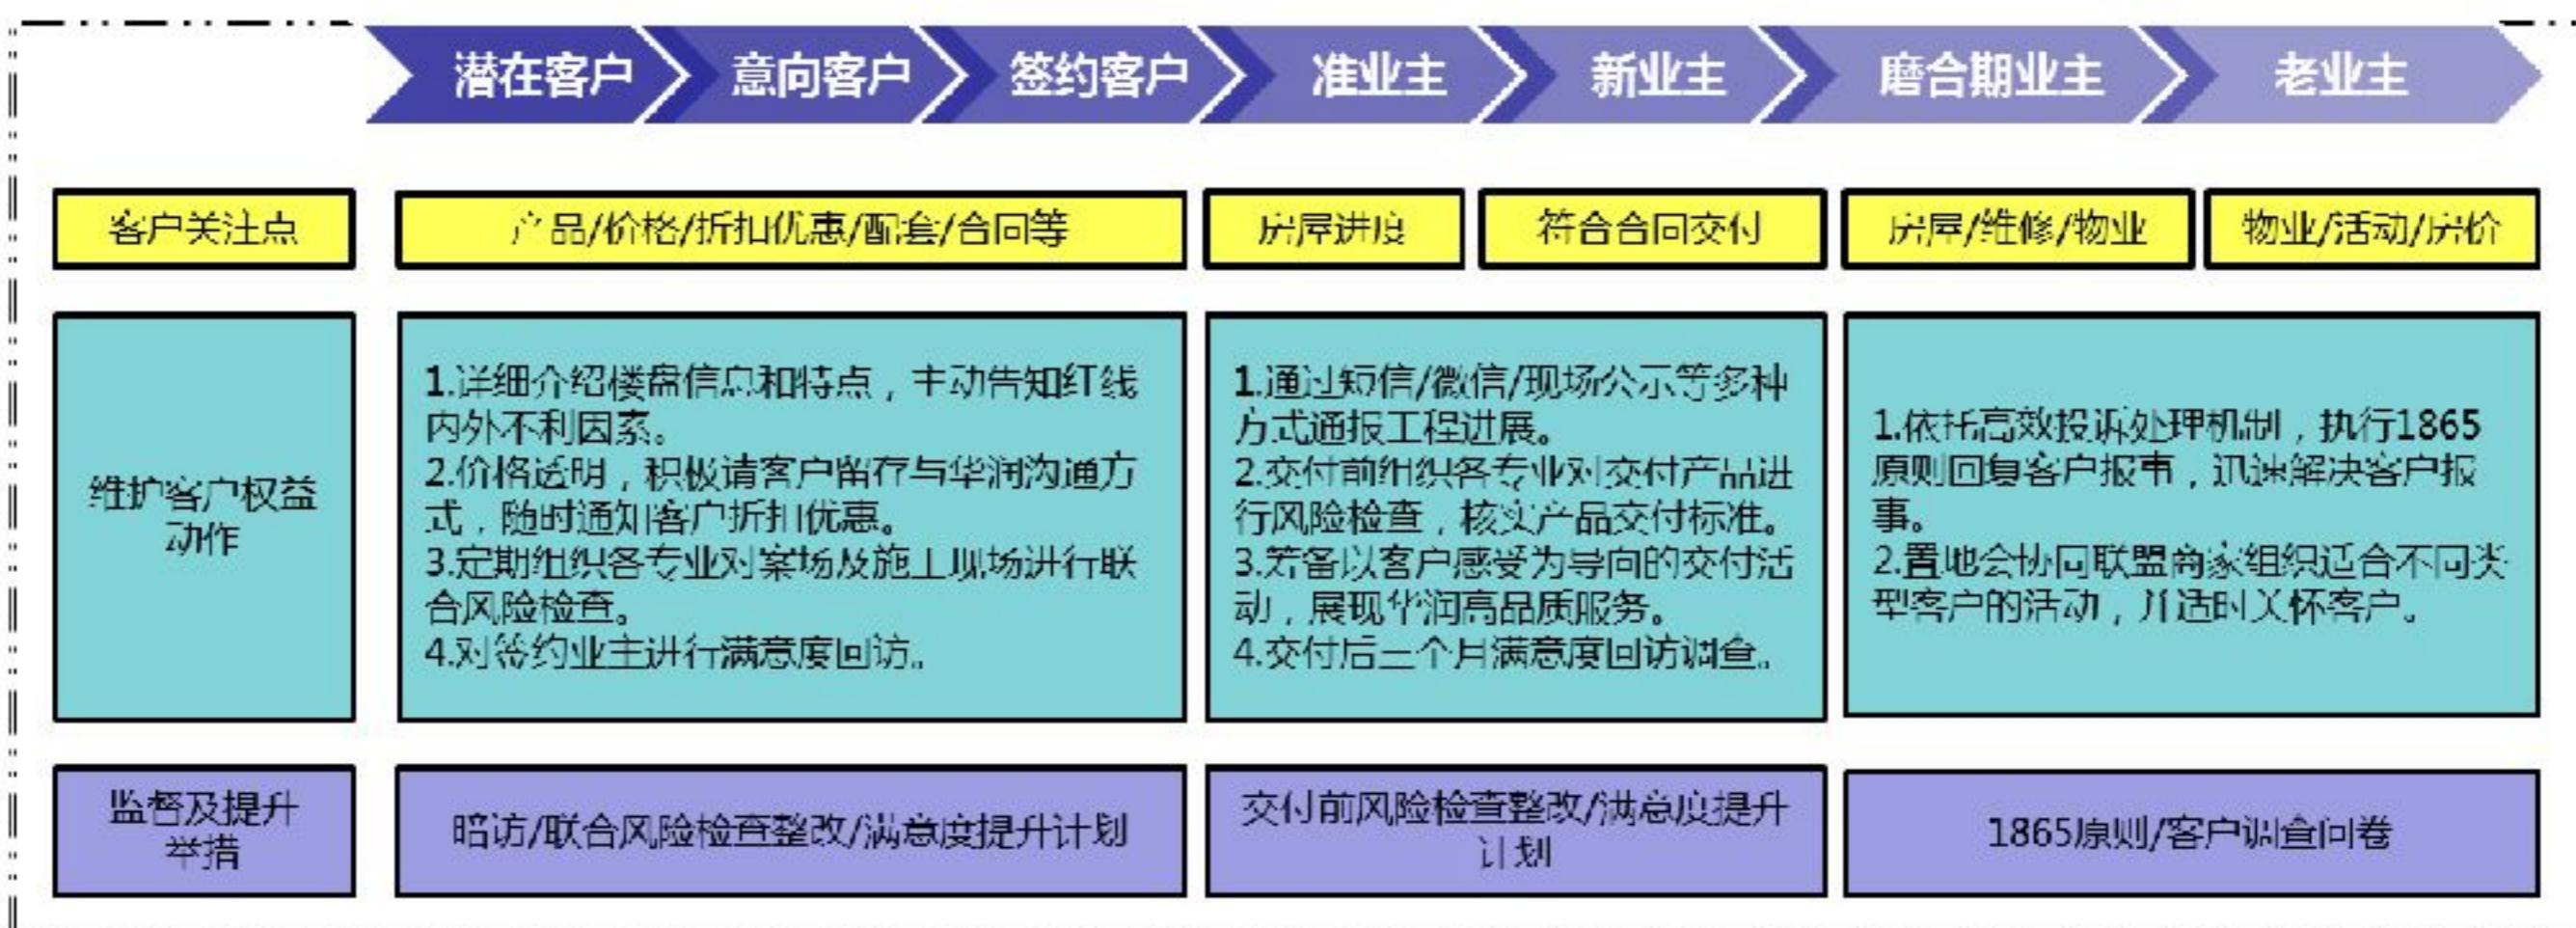 潜在客户
意向客户
签约客户
准业主
新业主
磨合期业主
老业主
客户关注点
产品/价格/折扣优惠/配套/合同等
房屋进度
符合合同交付
房屋/维修/物业
物业/活动/房价
维护客户权益
动作
1.详细介绍楼盘信息和特点，主动告知红线
内外不利因素。
2.价格透明，积极请客户留存与华润沟通方
式，随时通知客户折扣优惠。
3.定期组织各专业对案场及施工现场进行联
合风险检查。
4.对签约业主进行满意度回访。
1.通过短信/微信/现场公示等多种
方式通报工程进展。
2.交付前组织各专业对交付产品进
行风险检查，核实产品交付标准。
3.筹备以客户感受为导向的交付活
动，展现华润高品质服务。
4.交付后三个月满意度回访调查。
1.依托高效投诉处理机制，执行1865
原则回复客户报事，迅速解决客户报
事。
2.置地会协同联盟商家组织适合不同类
型客户的活动，并适时关怀客户。
监督及提升
举措
暗访/联合风险检查整改/满意度提升计划
交付前风险检查整改/满意度提升
计划
1865原则/客户调查问卷